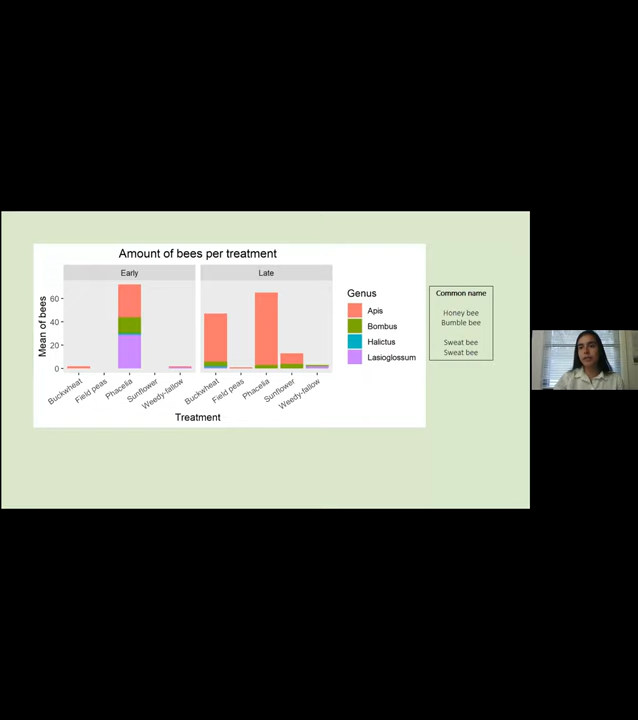 Amount of bees per treatment
Early
Late
Mean of bees
60
40
20
0
Buckwheat
Field peas
Phacelia
Sunflower
Weedy-fallow
Buckwheat
Field peas
Phacelia
Sunflower
Weedy-fallow
Treatment
Genus
Apis
Bombus
Halictus
Lasioglossum
Common name
Honey bee
Bumble bee
Sweat bee
Sweat bee